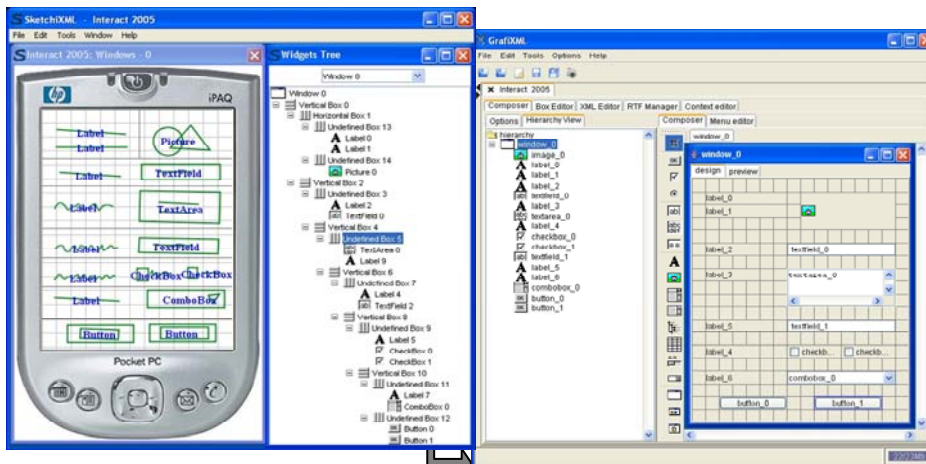 SketchiXML - Interact 2005
File Edit Tools Window Help
Interact 2005: Windows - 0
hp
iPAQ
Label
Label
Picture
Label
TextField
Label
TextArea
Label
TextField
Label
CheckBox
CheckBox
Label
ComboBox
Button
Button
Pocket PC
Widgets Tree
Window 0
Window 0
Vertical Box 0
Horizontal Box 1
Undefined Box 13
Label 0
Label 1
Undefined Box 14
Picture 0
Vertical Box 2
Undefined Box 3
Label 2
TextField 0
Vertical Box 4
Undefined Box 5
TextArea 0
Label 9
Vertical Box 6
Undefined Box 7
Label 4
TextField 2
Vertical Box 8
Undefined Box 9
Label 5
CheckBox 0
CheckBox 1
Vertical Box 10
Undefined Box 11
Label 7
ComboBox 0
Undefined Box 12
Button 0
Button 1
GrafiXML
File Edit Tools Options Help
Interact 2005
Composer Box Editor XML Editor RTF Manager Context editor
Options Hierarchy View
hierarchy
window_0
image_0
label_0
label_1
label_2
textfield_0
label_3
textarea_0
label_4
checkbox_0
checkbox_1
textfield_1
label_5
label_6
combobox_0
button_0
button_1
Composer Menu editor
window_0
window_0
design preview
label_0
label_1
label_2
textfield_0
label_3
textarea_0
label_5
textfield_1
label_4
checkb...
checkb...
label_6
combobox_0
button_0
button_1